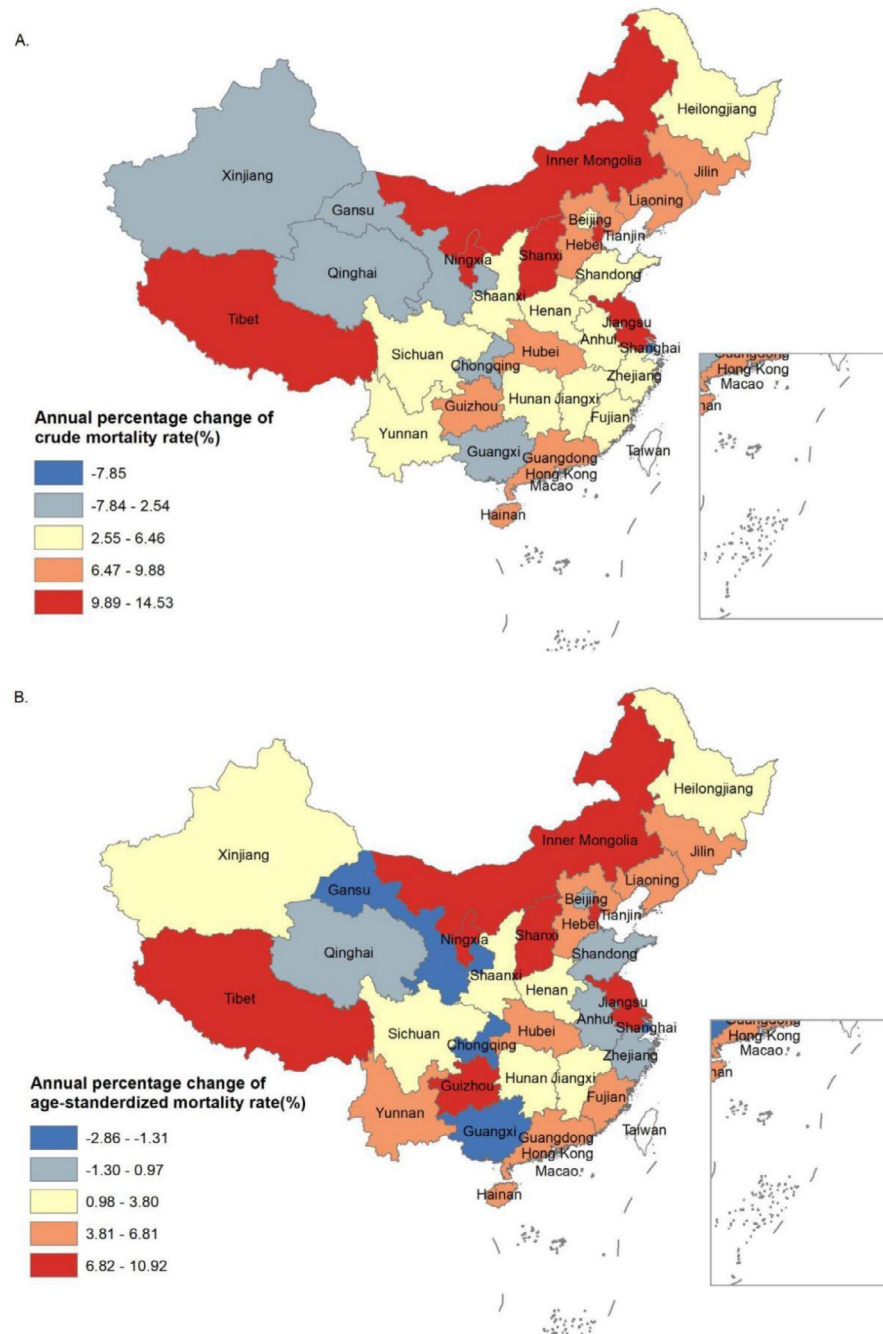 A.
Heilongjiang
Xinjiang
Inner Mongolia
Jilin
Gansu
Liaoning
Beijing
Tianjin
Hebei
Ningxia
Shanxi
Qinghai
Shandong
Shaanxi
Henan
Jiangsu
Tibet
Anhui
Shanghai
Sichuan
Hubei
Chongqing
Zhejiang
Hunan
Jiangxi
Guizhou
Fujian
Yunnan
Guangxi
Guangdong
Taiwan
Hong Kong
Macao
Hainan
Guangdong
Hong Kong
Macao
nan
Annual percentage change of
crude mortality rate(%)
-7.85
-7.84 - 2.54
2.55 - 6.46
6.47 - 9.88
9.89 - 14.53
B.
Heilongjiang
Xinjiang
Inner Mongolia
Jilin
Gansu
Liaoning
Beijing
Tianjin
Hebei
Ningxia
Shanxi
Qinghai
Shandong
Shaanxi
Henan
Jiangsu
Tibet
Anhui
Shanghai
Sichuan
Hubei
Chongqing
Zhejiang
Hunan
Jiangxi
Guizhou
Fujian
Yunnan
Guangxi
Guangdong
Taiwan
Hong Kong
Macao
Hainan
Guangdong
Hong Kong
Macao
nan
Annual percentage change of
age-standerdized mortality rate(%)
-2.86 - -1.31
-1.30 - 0.97
0.98 - 3.80
3.81 - 6.81
6.82 - 10.92